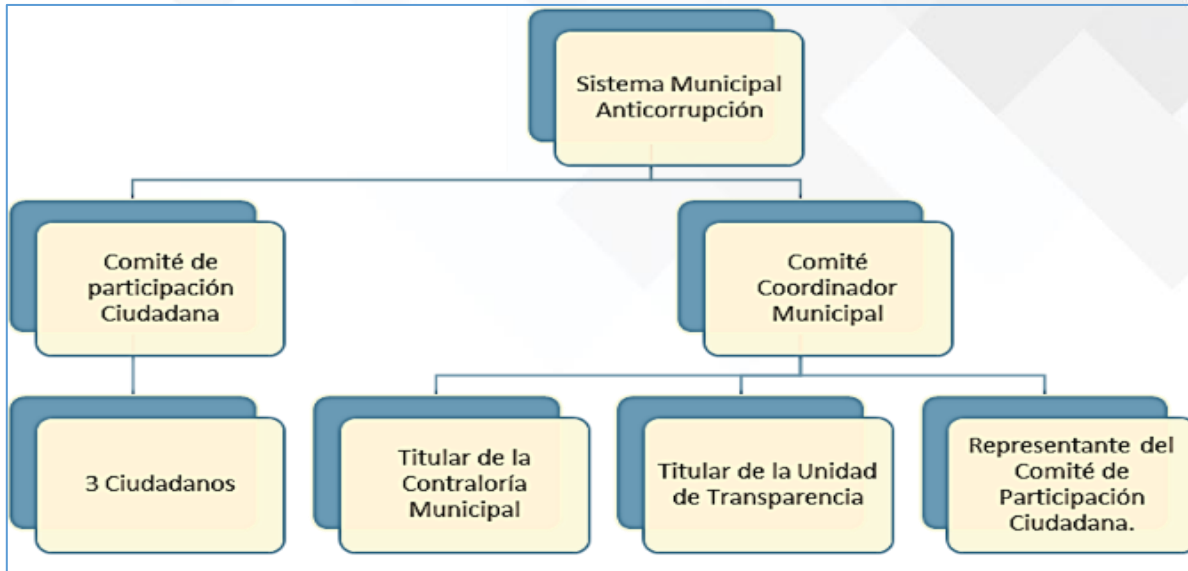 Sistema Municipal
Anticorrupción
Comité de
participación
Ciudadana
Comité
Coordinador
Municipal
3 Ciudadanos
Titular de la
Contraloría
Municipal
Titular de la Unidad
de Transparencia
Representante del
Comité de
Participación
Ciudadana.